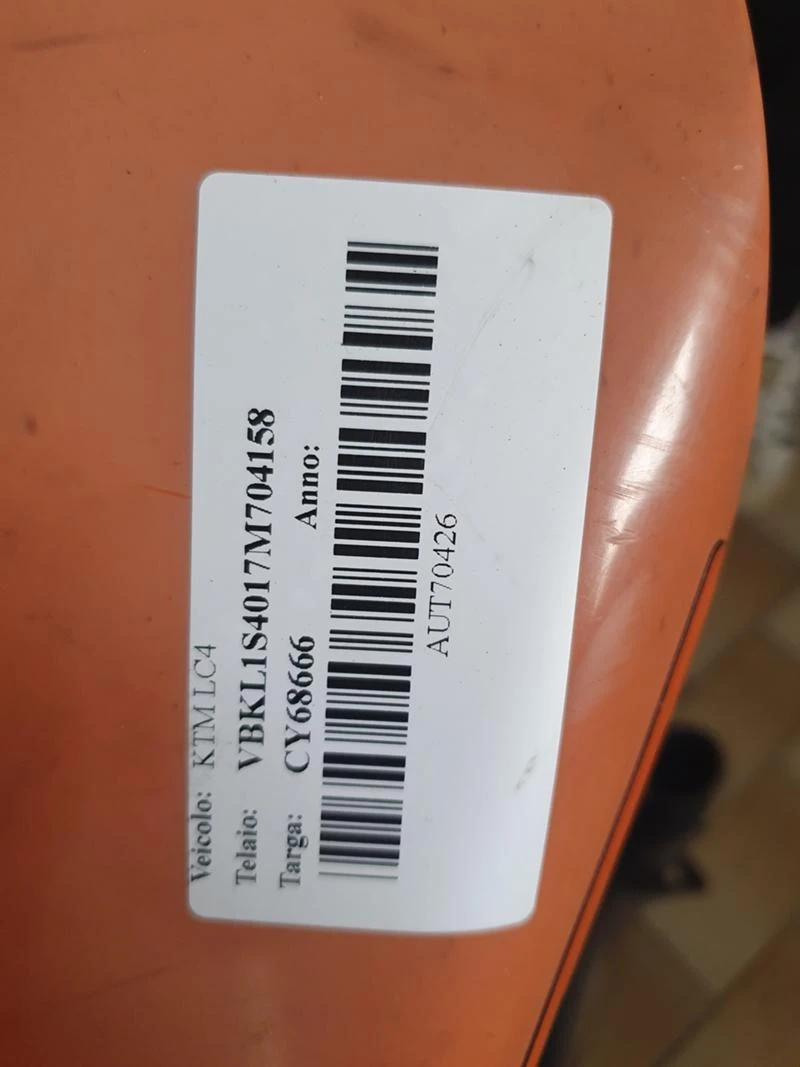 Veicolo: KTM LC4
Telaio: VBKL1S4017M704158
Targa: CY68666 Anno:
AUT70426